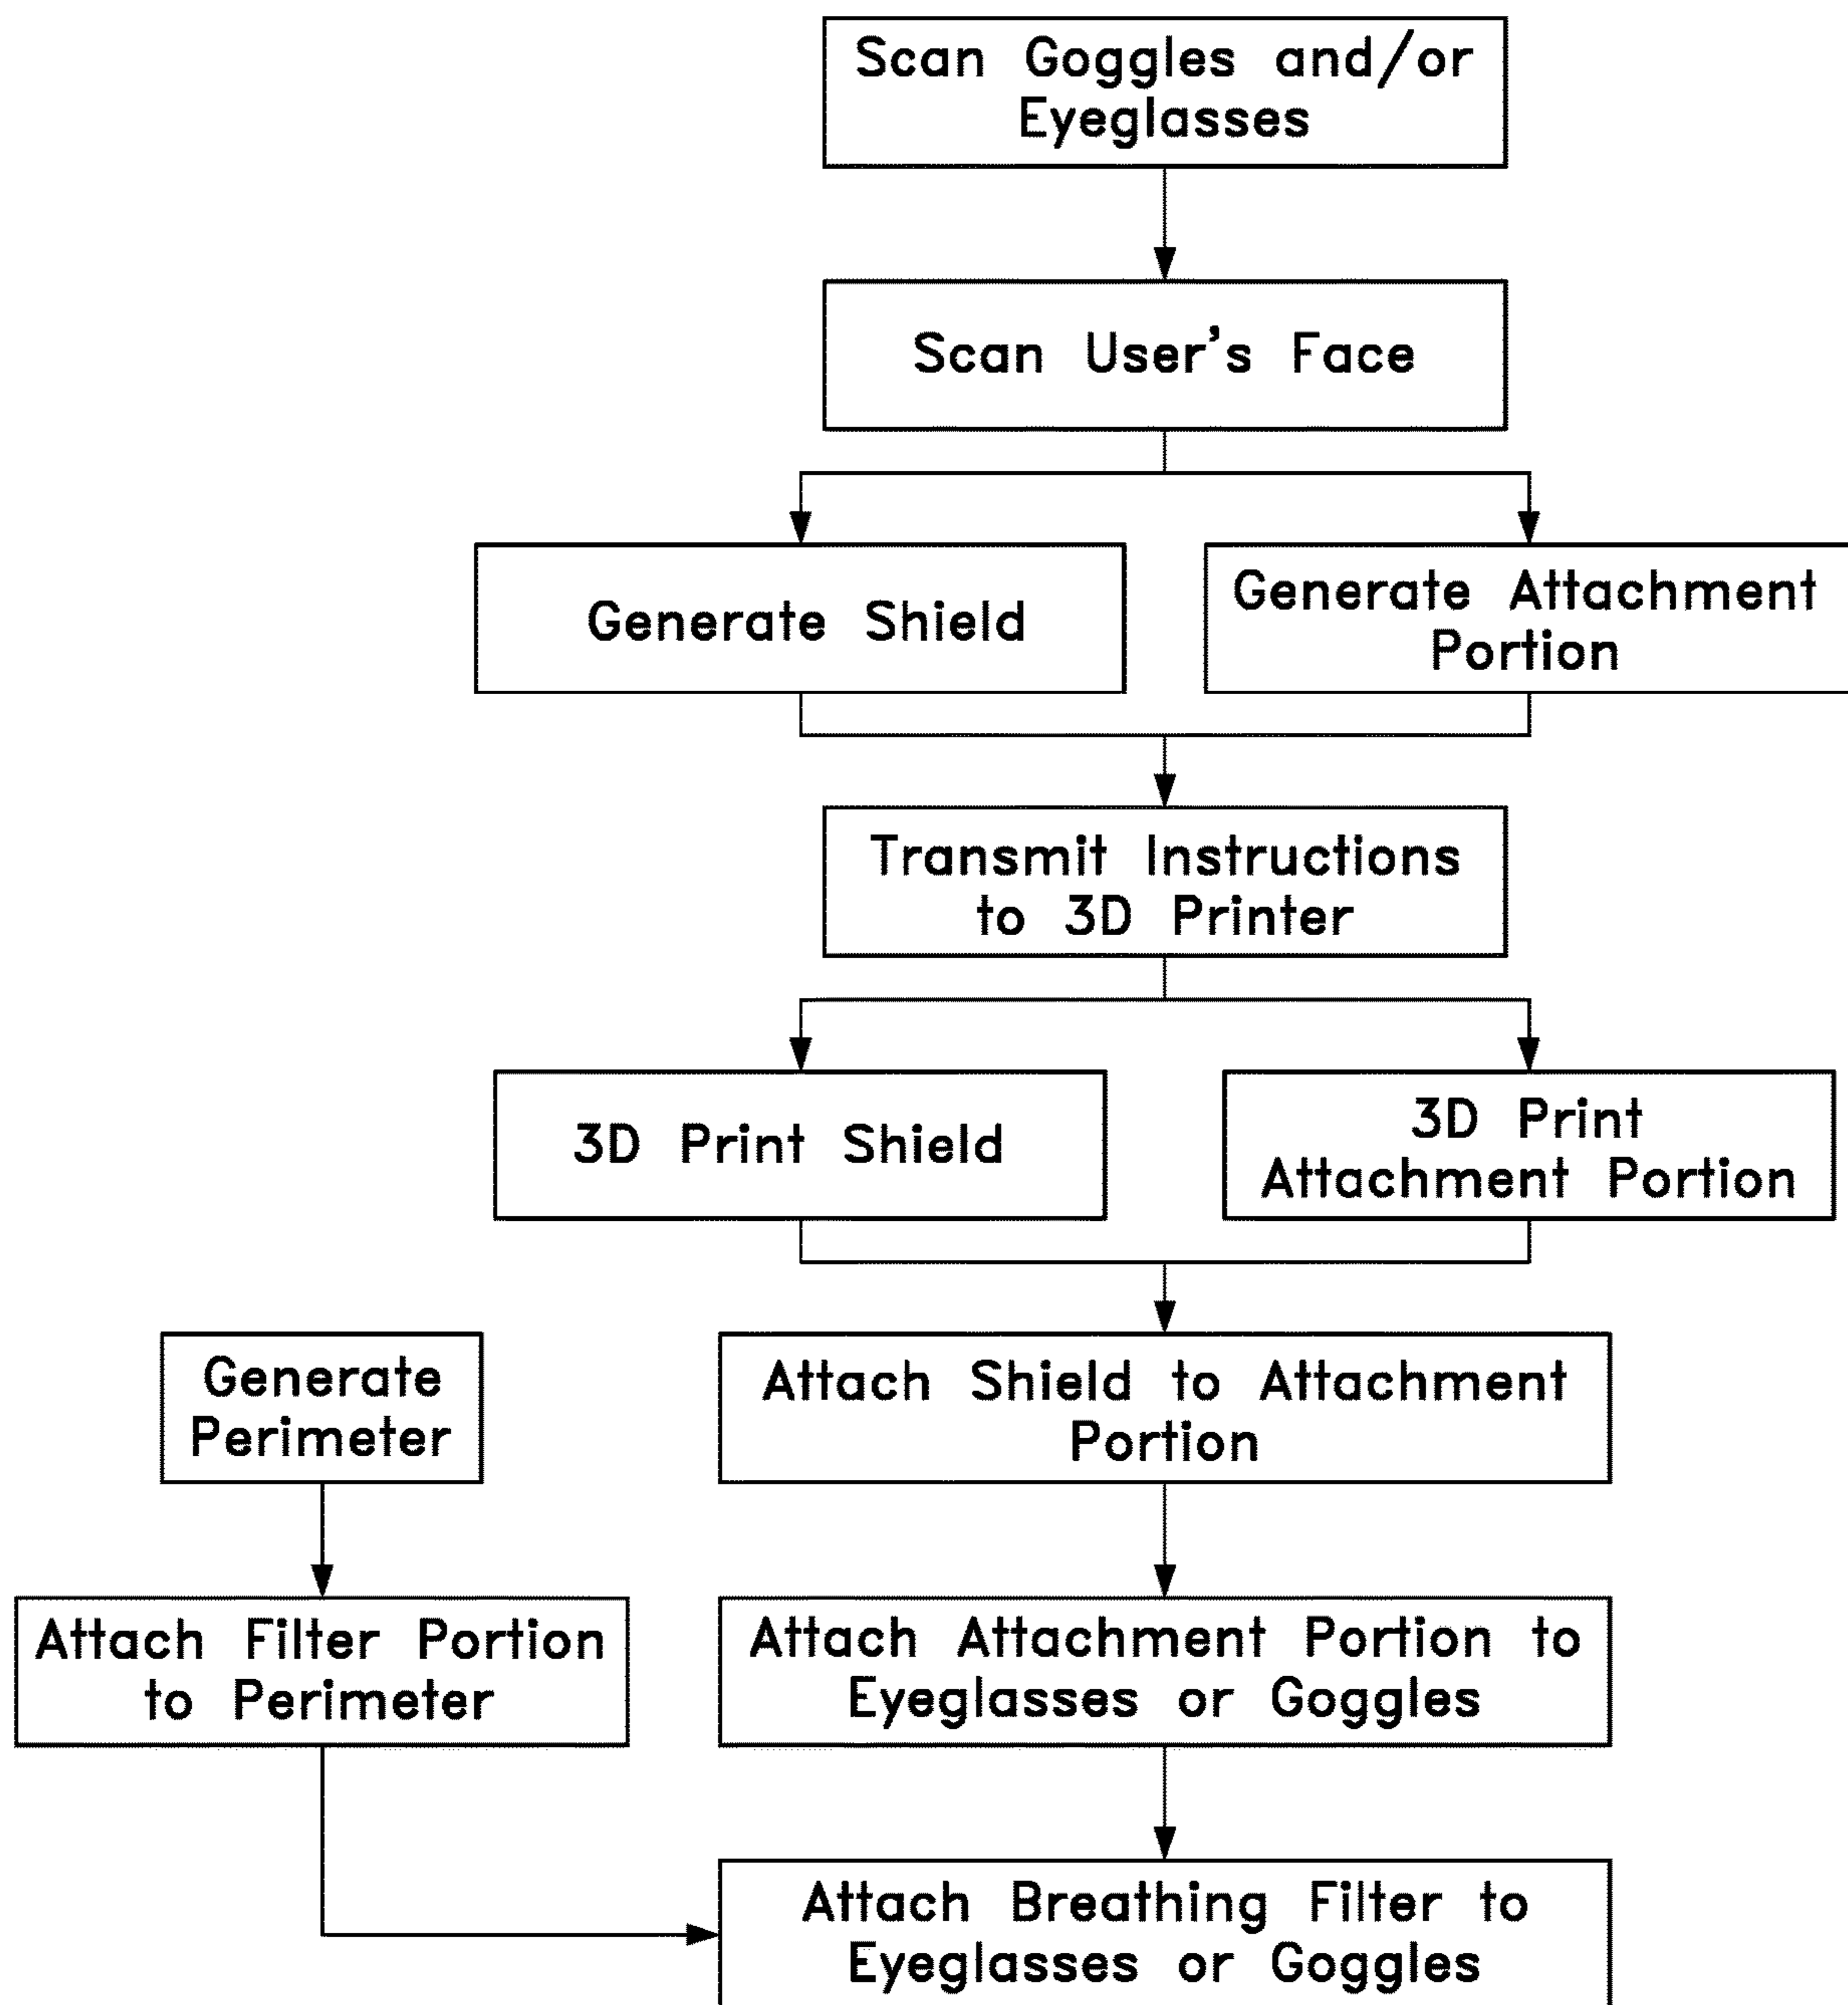 Scan Goggles and/or
Eyeglasses
Scan User's Face
Generate Shield
Generate Attachment
Portion
Transmit Instructions
to 3D Printer
3D Print Shield
3D Print
Attachment Portion
Generate
Perimeter
Attach Shield to Attachment
Portion
Attach Filter Portion
to Perimeter
Attach Attachment Portion to
Eyeglasses or Goggles
Attach Breathing Filter to
Eyeglasses or Goggles